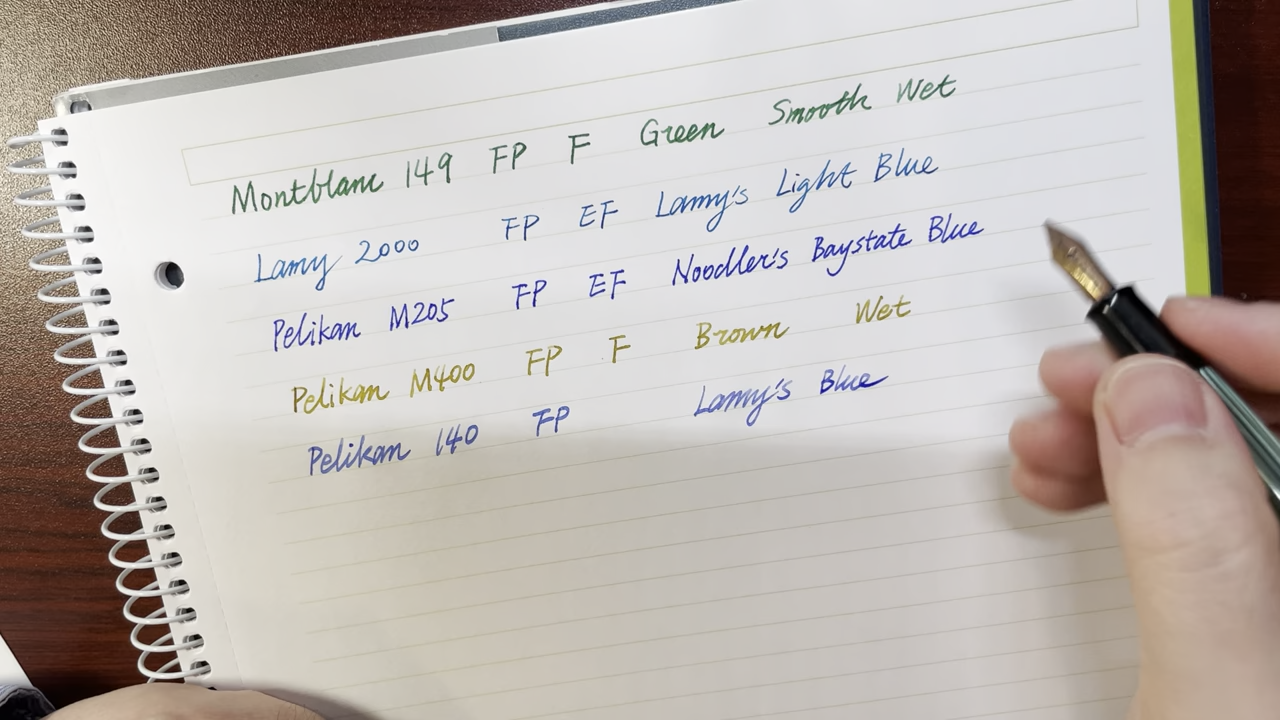 Montblanc 149 FP F Green Smooth Wet
Lamy 2000 FP EF Lamy's Light Blue
Pelikan M205 FP EF Noodler's Baystate Blue
Pelikan M400 FP F Brown Wet
Pelikan 140 FP Lamy's Blue